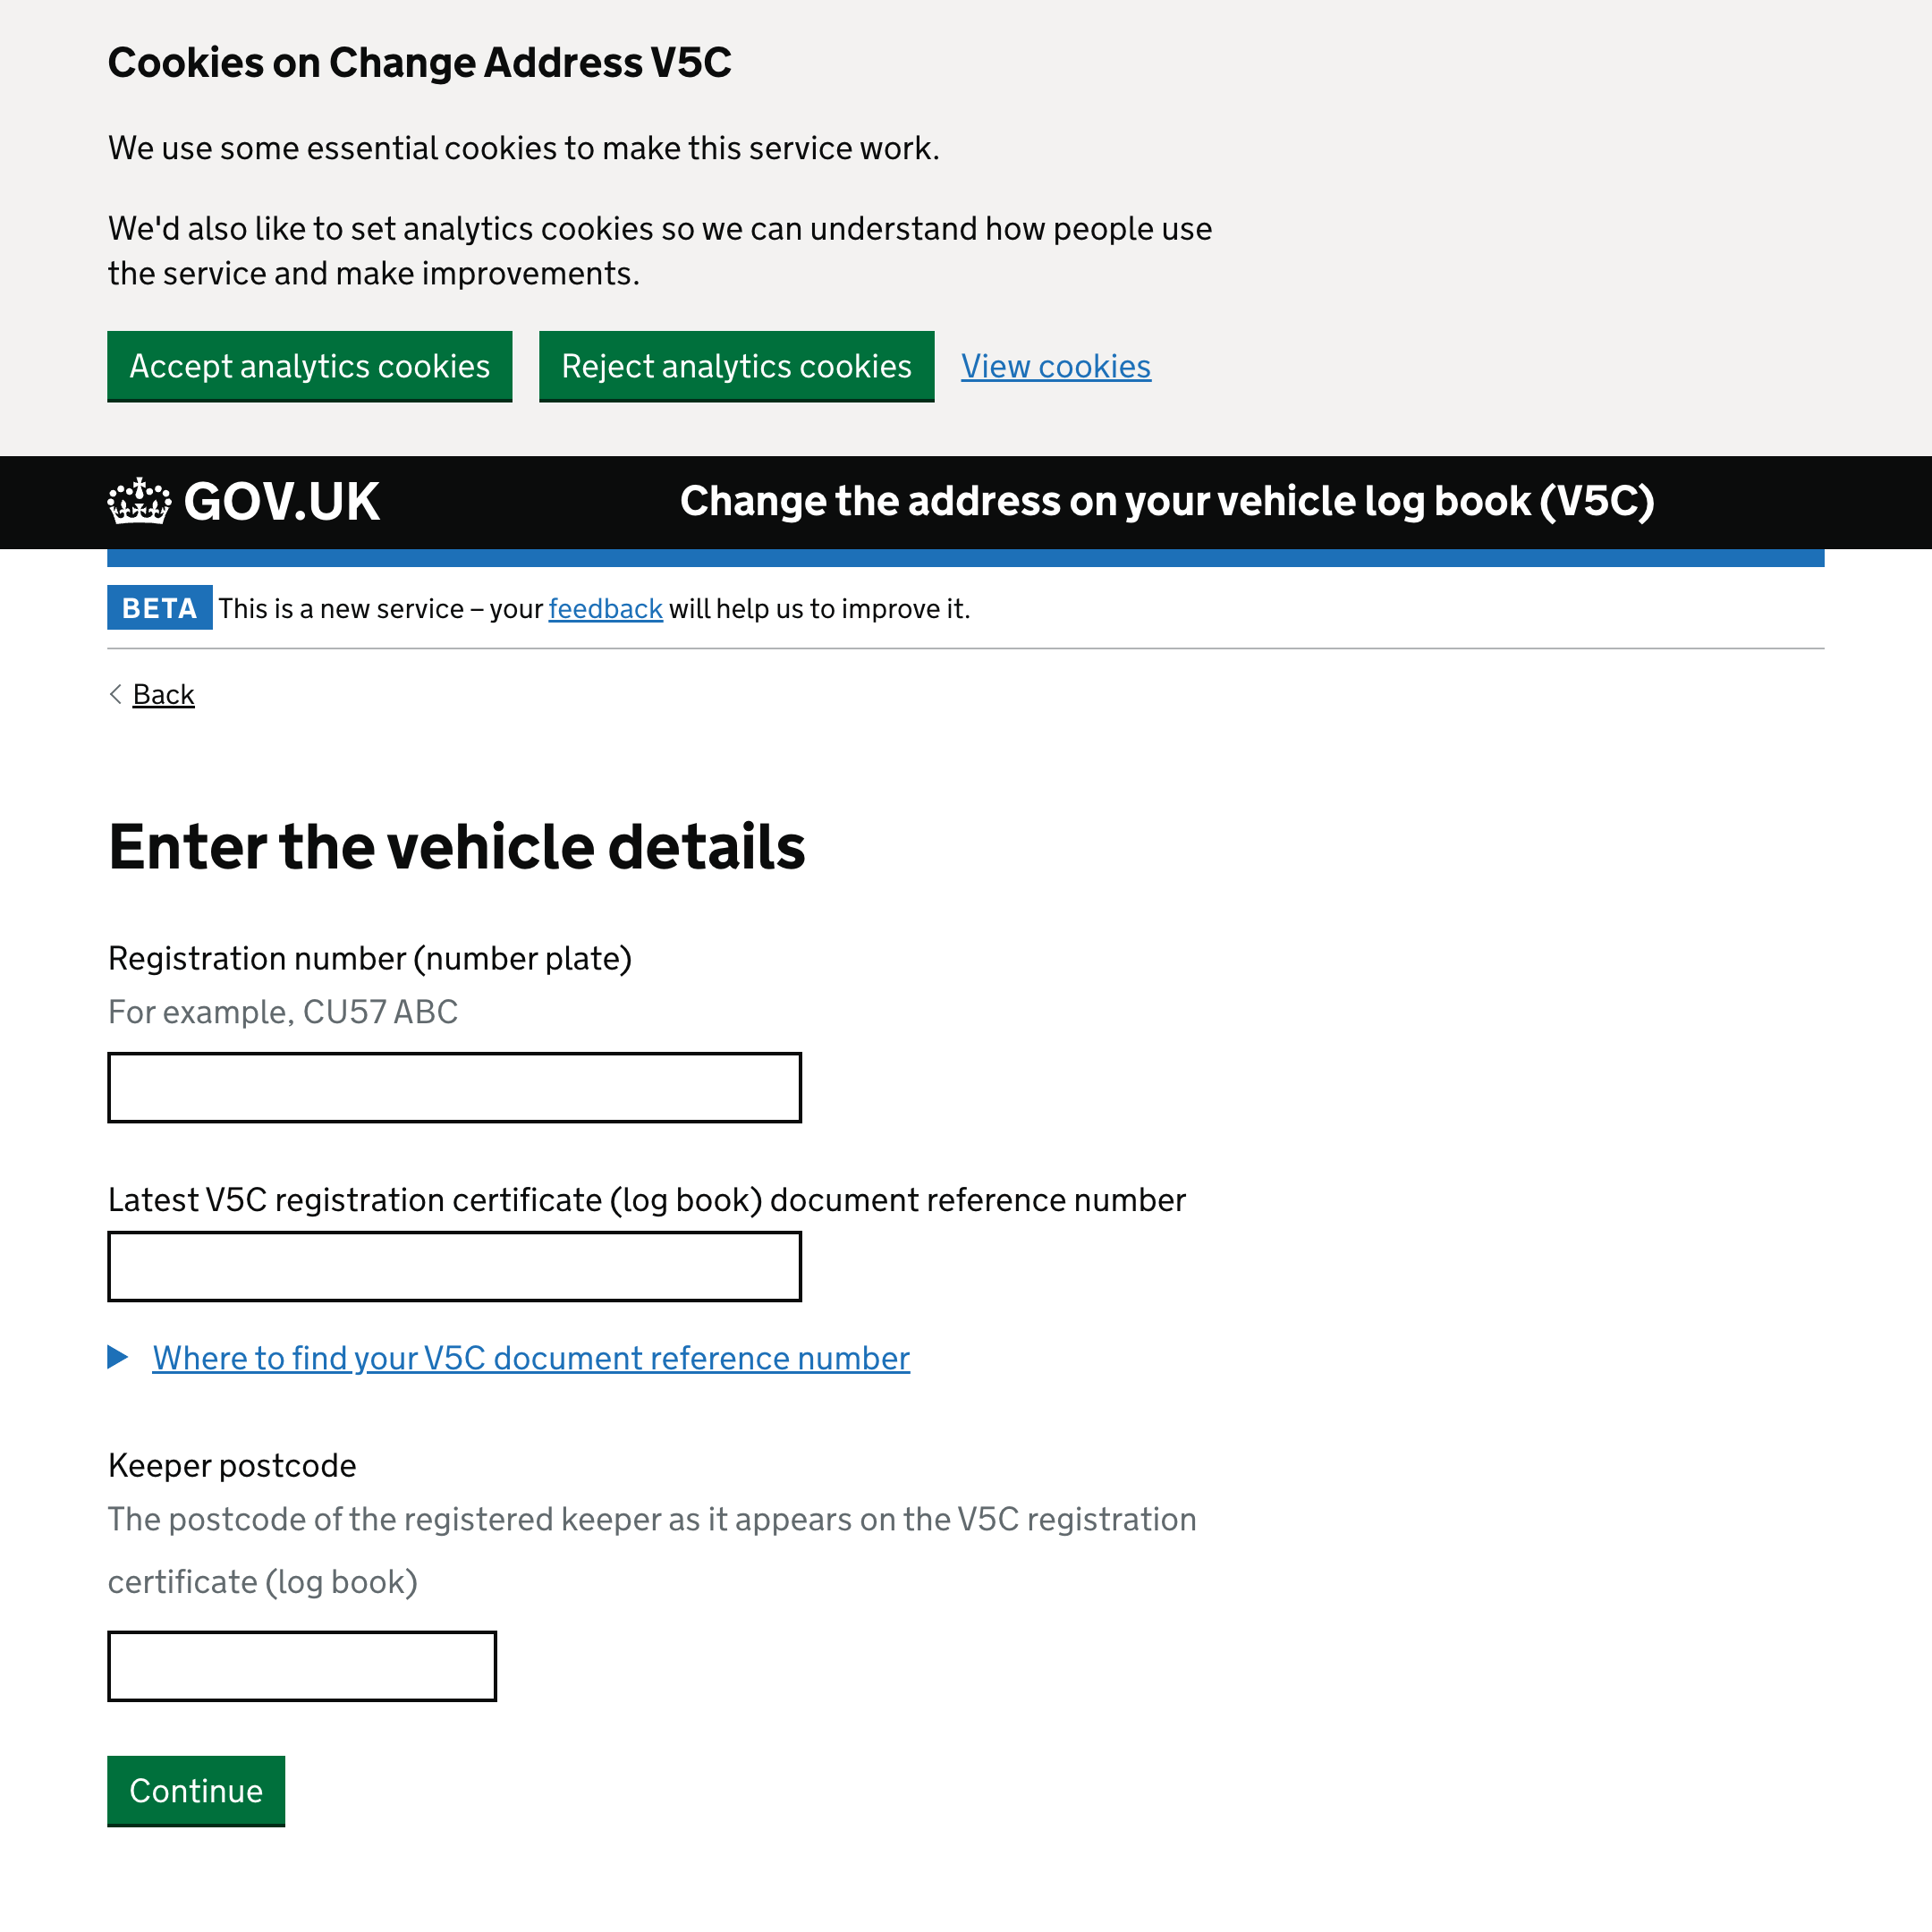 Cookies on Change Address V5C
We use some essential cookies to make this service work.
We'd also like to set analytics cookies so we can understand how people use
the service and make improvements.
Accept analytics cookies Reject analytics cookies View cookies
GOV.UK Change the address on your vehicle log book (V5C)
BETA This is a new service – your feedback will help us to improve it.
Back
Enter the vehicle details
Registration number (number plate)
For example, CU57 ABC
Latest V5C registration certificate (log book) document reference number
Where to find your V5C document reference number
Keeper postcode
The postcode of the registered keeper as it appears on the V5C registration
certificate (log book)
Continue